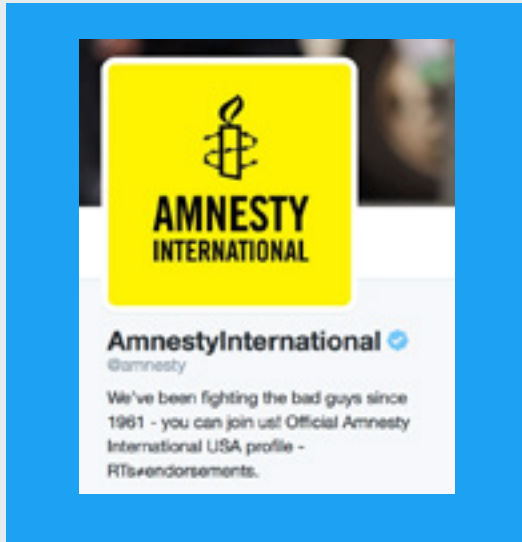 AMNESTY
INTERNATIONAL
AmnestyInternational
@amnesty
We've been fighting the bad guys since
1961 - you can join us! Official Amnesty
International USA profile -
RTs≠endorsements.